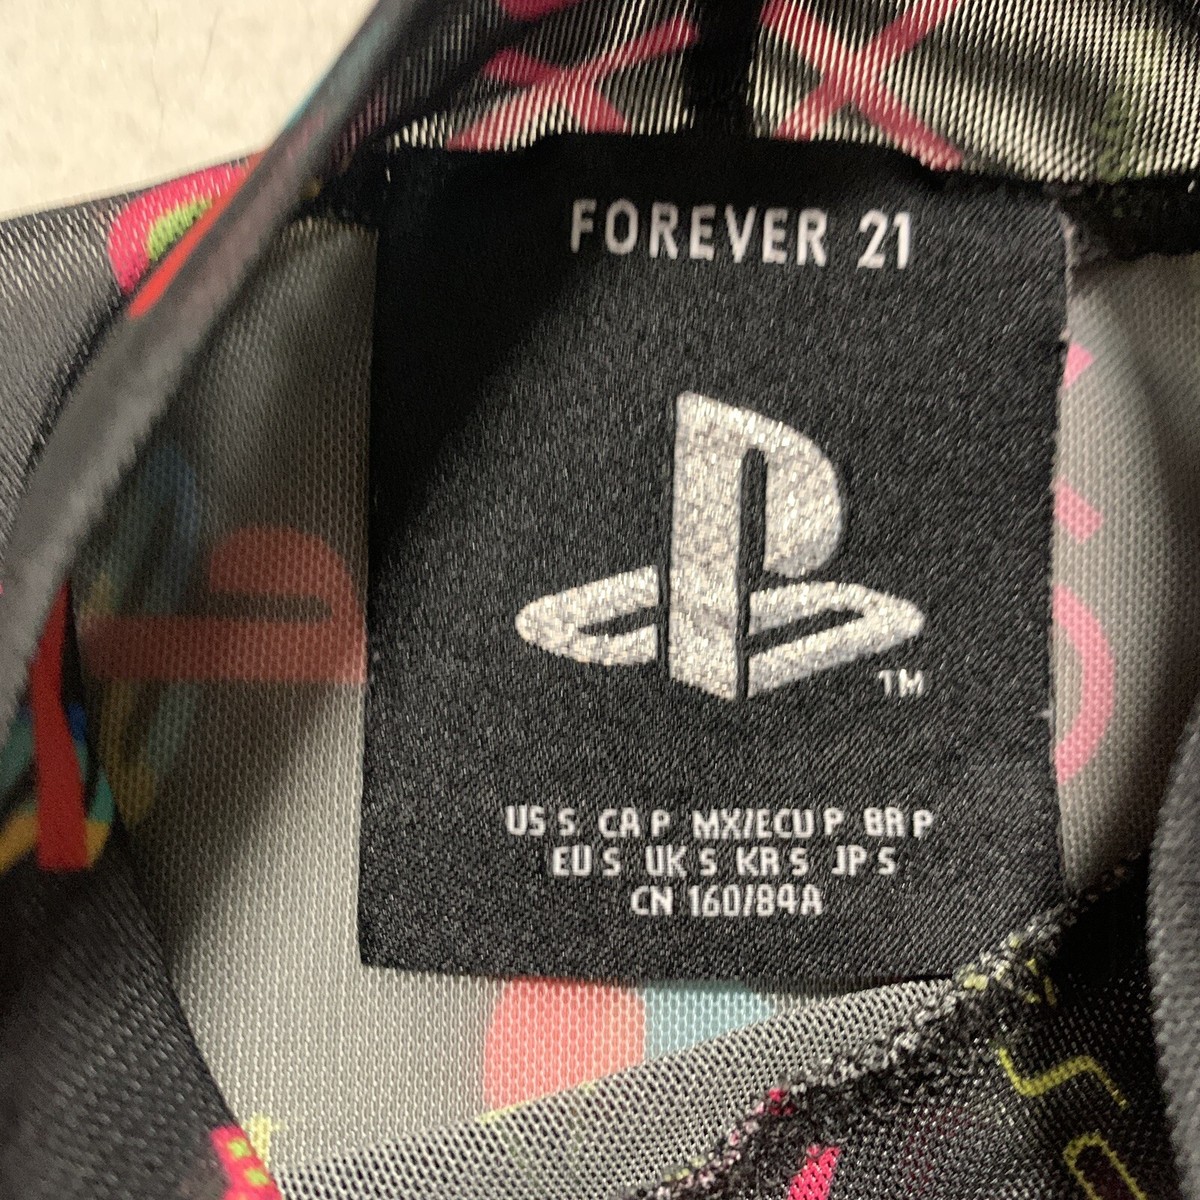 FOREVER 21
TM
US S CA P MX/ECU P BR P
EU S UK S KR S JP S
CN 160/84A